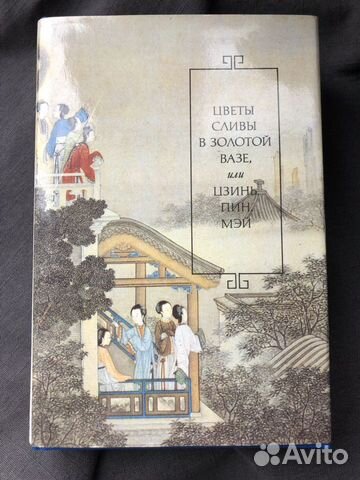 ЦВЕТЫ
СЛИВЫ
В ЗОЛОТОЙ
ВАЗЕ,
или
ЦЗИНЬ,
ПИН,
МЭЙ
Avito